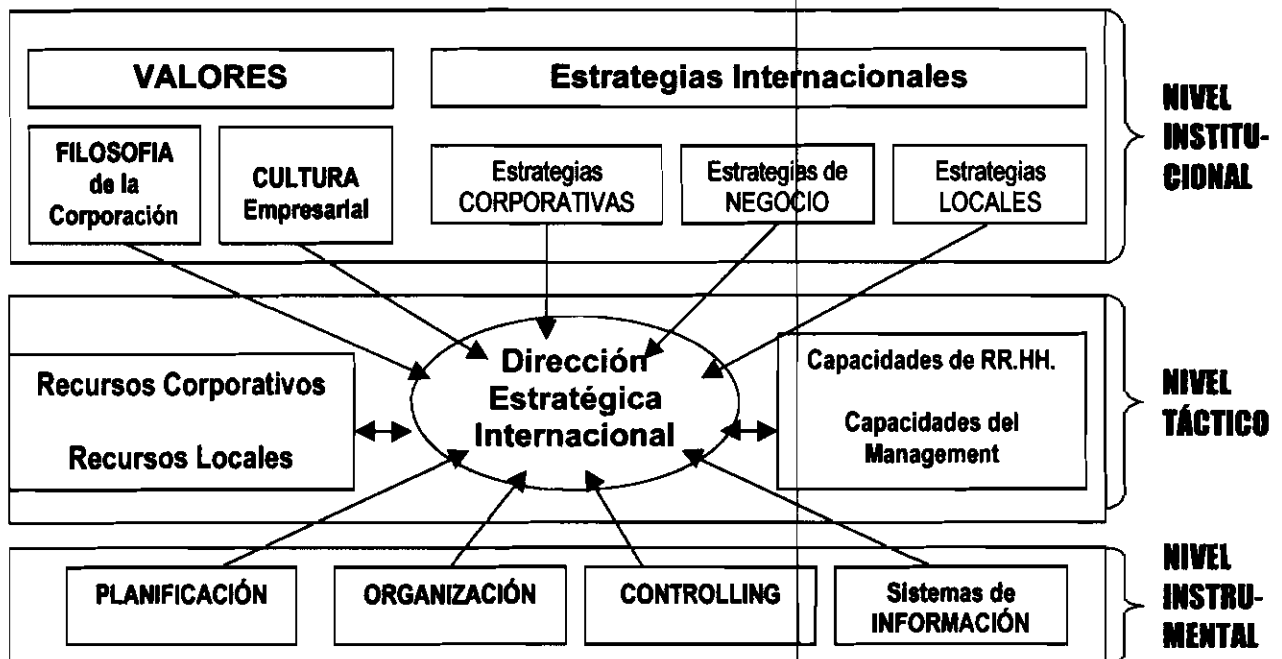 VALORES
Estrategias Internacionales
FILOSOFIA
de la
Corporación
CULTURA
Empresarial
Estrategias
CORPORATIVAS
Estrategias de
NEGOCIO
Estrategias
LOCALES
NIVEL
INSTITU-
CIONAL
Recursos Corporativos
Recursos Locales
Dirección
Estratégica
Internacional
Capacidades de RR.HH.
Capacidades del
Management
NIVEL
TÁCTICO
PLANIFICACIÓN
ORGANIZACIÓN
CONTROLLING
Sistemas de
INFORMACIÓN
NIVEL
INSTRU-
MENTAL